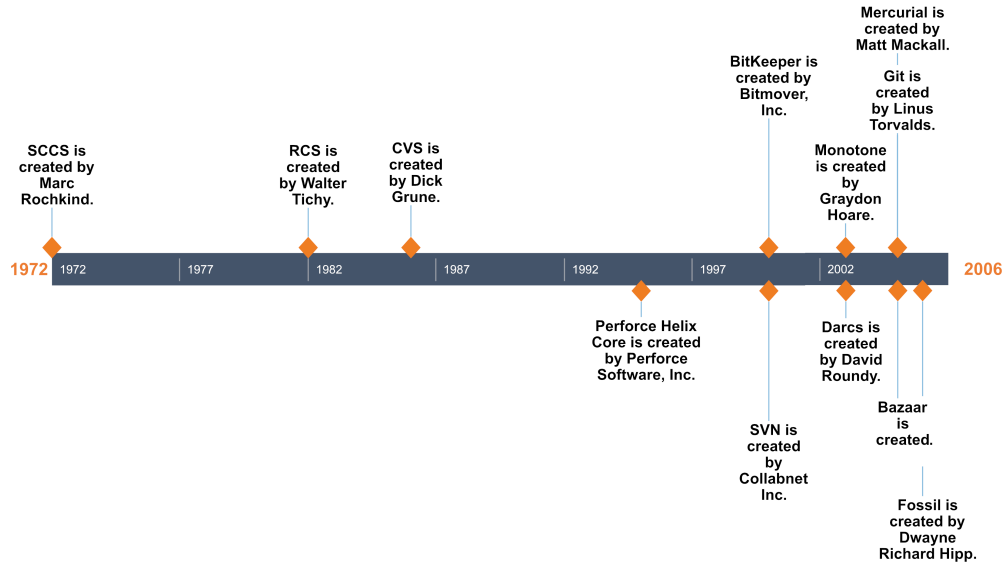 Mercurial is
created by
Matt Mackall.
BitKeeper is
created by
Bitmover,
Inc.
Git is
created
by Linus
Torvalds.
SCCS is
created by
Marc
Rochkind.
RCS is
created
by Walter
Tichy.
CVS is
created
by Dick
Grune.
Monotone
is created
by
Graydon
Hoare.
1972
1972
1977
1982
1987
1992
1997
2002
2006
Perforce Helix
Core is created
by Perforce
Software, Inc.
Darcs is
created
by David
Roundy.
Bazaar
is
created.
SVN is
created
by
Collabnet
Inc.
Fossil is
created by
Dwayne
Richard Hipp.